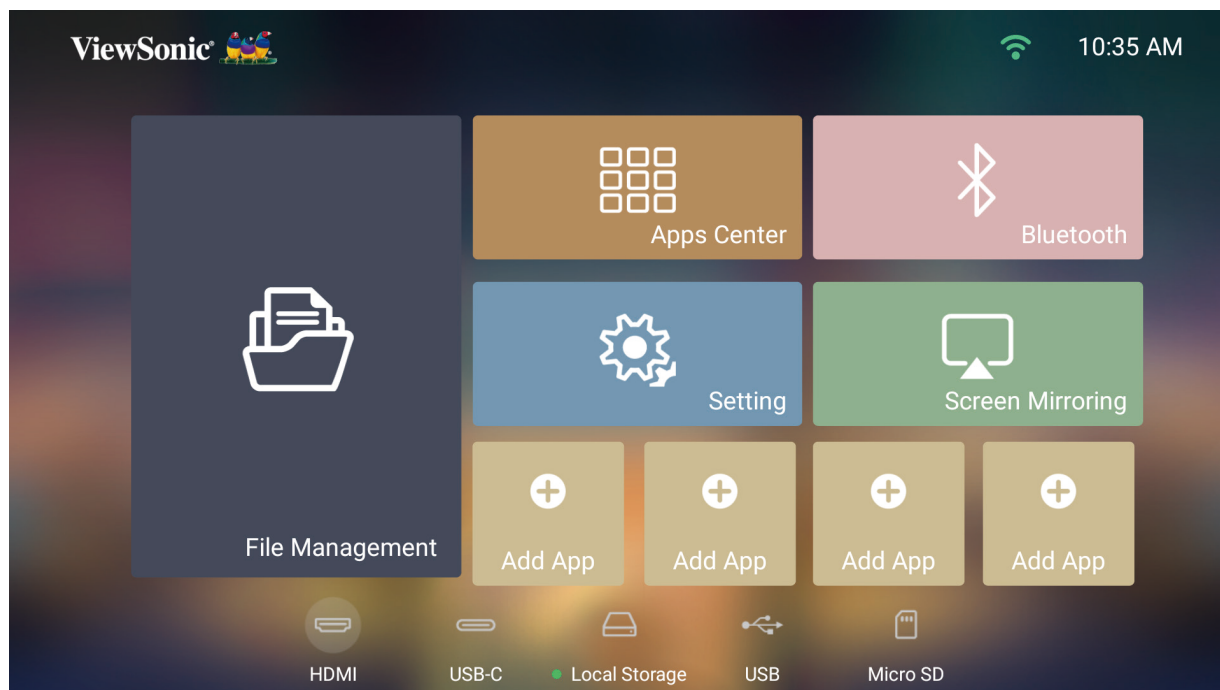 ViewSonic®
10:35 AM
Apps Center
Bluetooth
Setting
Screen Mirroring
File Management
Add App
Add App
Add App
Add App
HDMI
USB-C
Local Storage
USB
Micro SD